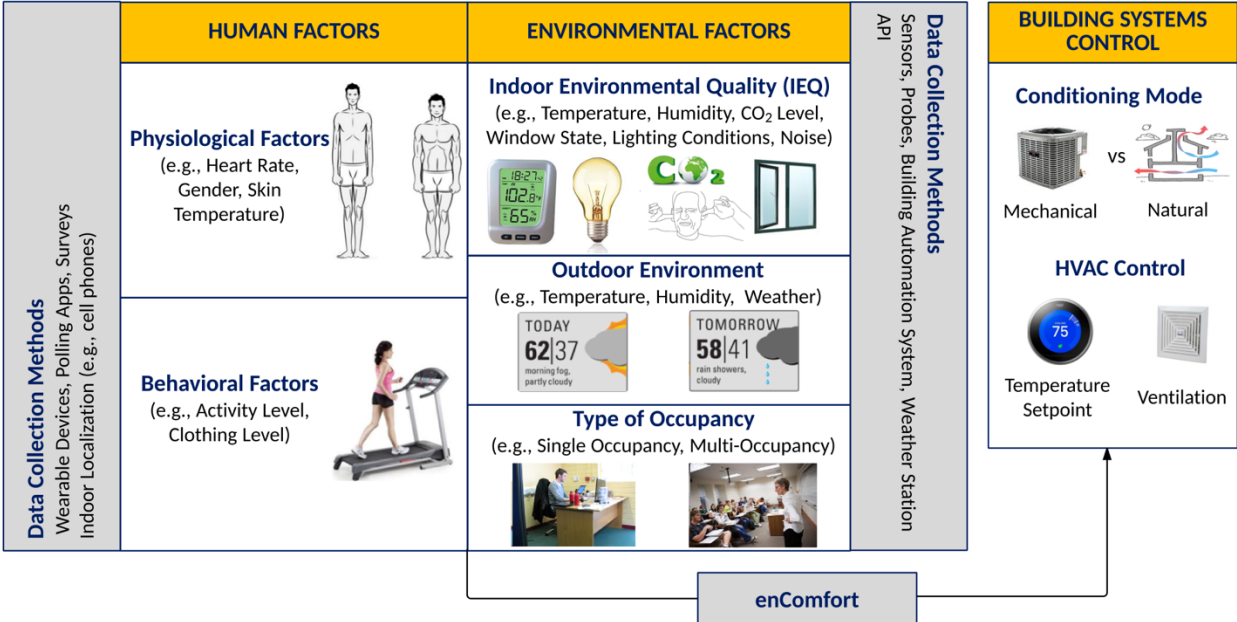 Data Collection Methods
Wearable Devices, Polling Apps, Surveys
Indoor Localization (e.g., cell phones)
HUMAN FACTORS
Physiological Factors
(e.g., Heart Rate,
Gender, Skin
Temperature)
Behavioral Factors
(e.g., Activity Level,
Clothing Level)
ENVIRONMENTAL FACTORS
Indoor Environmental Quality (IEQ)
(e.g., Temperature, Humidity, CO₂ Level,
Window State, Lighting Conditions, Noise)
18:27
102.8°F
65%
CO2
Outdoor Environment
(e.g., Temperature, Humidity, Weather)
TODAY
62|37
morning fog,
partly cloudy
TOMORROW
58|41
rain showers,
cloudy
Type of Occupancy
(e.g., Single Occupancy, Multi-Occupancy)
Data Collection Methods
Sensors, Probes, Building Automation System, Weather Station
API
BUILDING SYSTEMS
CONTROL
Conditioning Mode
vs
Mechanical
Natural
HVAC Control
75
Temperature
Setpoint
Ventilation
enComfort